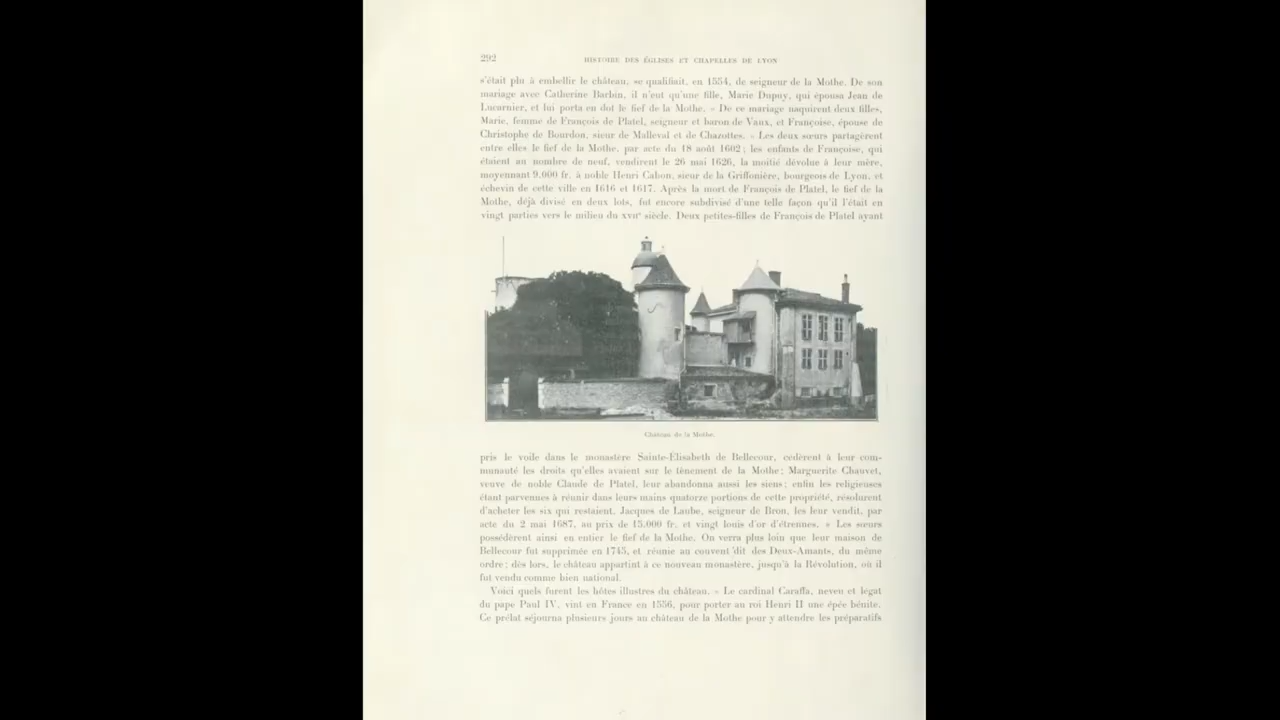 292
HISTOIRE DES ÉGLISES ET CHAPELLES DE LYON
s'était plu à embellir le château, se qualifiait, en 1554, de seigneur de la Mothe. De son
mariage avec Catherine Barbin, il n'eut qu'une fille, Marie Dupuy, qui épousa Jean de
Lucurnier, et lui porta en dot le fief de la Mothe. « De ce mariage naquirent deux filles,
Marie, femme de François de Platel, seigneur et baron de Vaux, et Françoise, épouse de
Christophe de Bourdon, sieur de Malleval et de Chazottes. » Les deux sœurs partagèrent
entre elles le fief de la Mothe, par acte du 18 août 1602 ; les enfants de Françoise, qui
étaient au nombre de neuf, vendirent le 26 mai 1626, la moitié dévolue à leur mère,
moyennant 9.000 fr. à noble Henri Cabon, sieur de la Griffonière, bourgeois de Lyon, et
échevin de cette ville en 1616 et 1617. Après la mort de François de Platel, le fief de la
Mothe, déjà divisé en deux lots, fut encore subdivisé d'une telle façon qu'il l'était en
vingt parties vers le milieu du XVIIe siècle. Deux petites-filles de François de Platel ayant
Château de la Mothe.
pris le voile dans le monastère Sainte-Elisabeth de Bellecour, cédèrent à leur com-
munauté les droits qu'elles avaient sur le tènement de la Mothe ; Marguerite Chauvet,
veuve de noble Claude de Platel, leur abandonna aussi les siens ; enfin les religieuses
étant parvenues à réunir dans leurs mains quatorze portions de cette propriété, résolurent
d'acheter les six qui restaient. Jacques de Laube, seigneur de Bron, les leur vendit, par
acte du 2 mai 1687, au prix de 15.000 fr. et vingt louis d'or d'étrennes. » Les sœurs
possédèrent ainsi en entier le fief de la Mothe. On verra plus loin que leur maison de
Bellecour fut supprimée en 1745, et réunie au couvent dit des Deux-Amants, du même
ordre ; dès lors, le château appartint à ce nouveau monastère, jusqu'à la Révolution, où il
fut vendu comme bien national.
Voici quels furent les hôtes illustres du château. « Le cardinal Caraffa, neveu et légat
du pape Paul IV, vint en France en 1556, pour porter au roi Henri II une épée bénite.
Ce prélat séjourna plusieurs jours au château de la Mothe pour y attendre les préparatifs